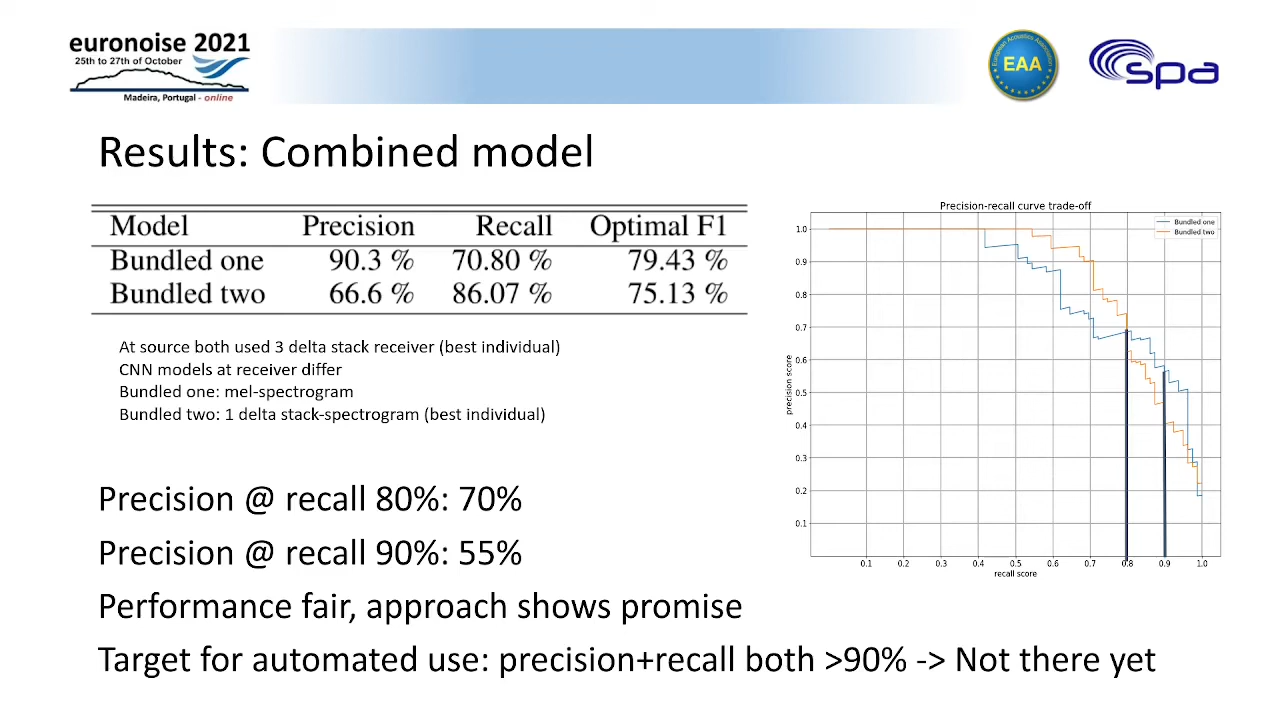 euronoise 2021
25th to 27th of October
Madeira, Portugal - online
European Acoustics Association
EAA
spa
Results: Combined model
Model Precision Recall Optimal F1
Bundled one 90.3 % 70.80 % 79.43 %
Bundled two 66.6 % 86.07 % 75.13 %
At source both used 3 delta stack receiver (best individual)
CNN models at receiver differ
Bundled one: mel-spectrogram
Bundled two: 1 delta stack-spectrogram (best individual)
Precision-recall curve trade-off
Bundled one
Bundled two
1.0
0.9
0.8
0.7
0.6
0.5
0.4
0.3
0.2
0.1
precision score
0.1 0.2 0.3 0.4 0.5 0.6 0.7 0.8 0.9 1.0
recall score
Precision @ recall 80%: 70%
Precision @ recall 90%: 55%
Performance fair, approach shows promise
Target for automated use: precision+recall both >90% -> Not there yet